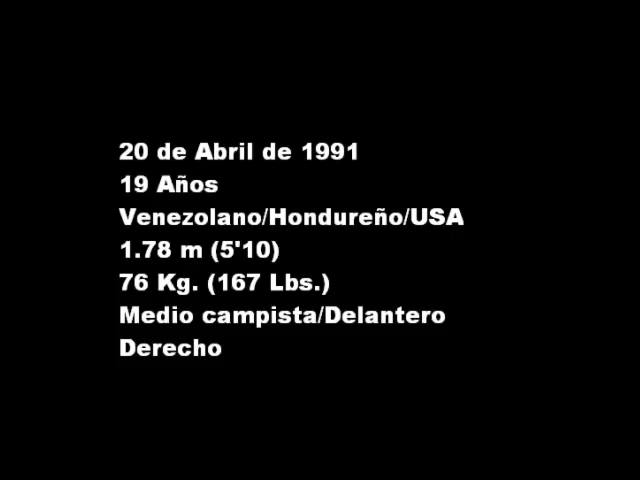 20 de Abril de 1991
19 Años
Venezolano/Hondureño/USA
1.78 m (5'10)
76 Kg. (167 Lbs.)
Medio campista/Delantero
Derecho